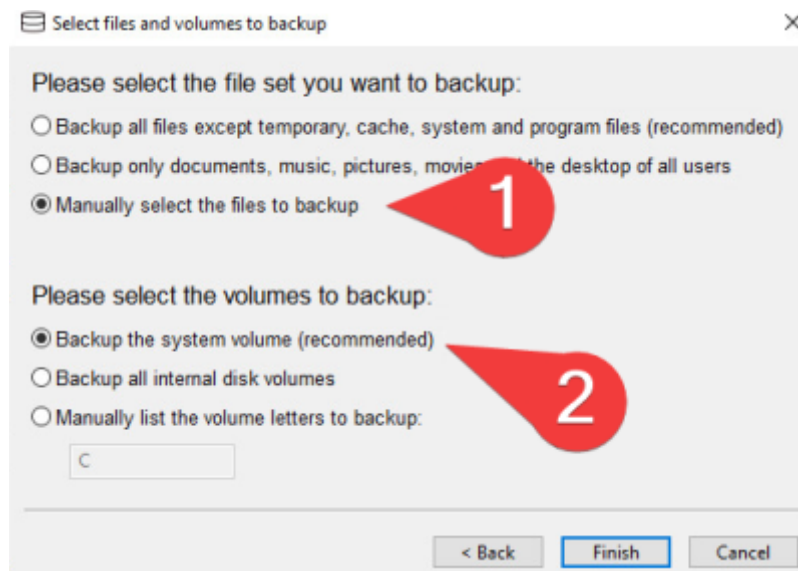 Select files and volumes to backup
Please select the file set you want to backup:
Backup all files except temporary, cache, system and program files (recommended)
Backup only documents, music, pictures, movie the desktop of all users
Manually select the files to backup
1
Please select the volumes to backup:
Backup the system volume (recommended)
Backup all internal disk volumes
2
Manually list the volume letters to backup:
C
< Back Finish Cancel